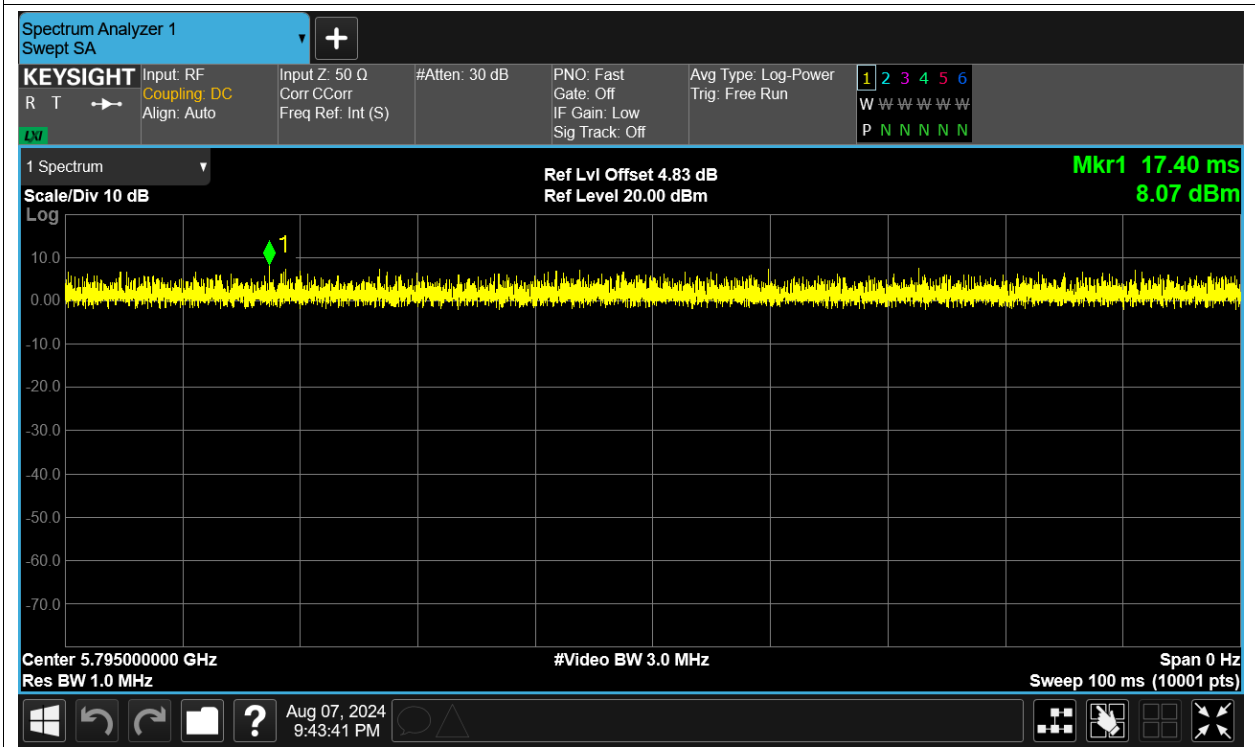 Spectrum Analyzer 1
Swept SA
KEYSIGHT
R T
LXI
Input: RF
Coupling: DC
Align: Auto
Input Z: 50 Ω
Corr CCorr
Freq Ref: Int (S)
#Atten: 30 dB
PNO: Fast
Gate: Off
IF Gain: Low
Sig Track: Off
Avg Type: Log-Power
Trig: Free Run
1 2 3 4 5 6
W W W W W W
P N N N N N
1 Spectrum
Scale/Div 10 dB
Ref Lvl Offset 4.83 dB
Ref Level 20.00 dBm
Mkr1 17.40 ms
8.07 dBm
Log
1
10.0
0.00
-10.0
-20.0
-30.0
-40.0
-50.0
-60.0
-70.0
Center 5.795000000 GHz
#Video BW 3.0 MHz
Span 0 Hz
Res BW 1.0 MHz
Sweep 100 ms (10001 pts)
?
Aug 07, 2024
9:43:41 PM